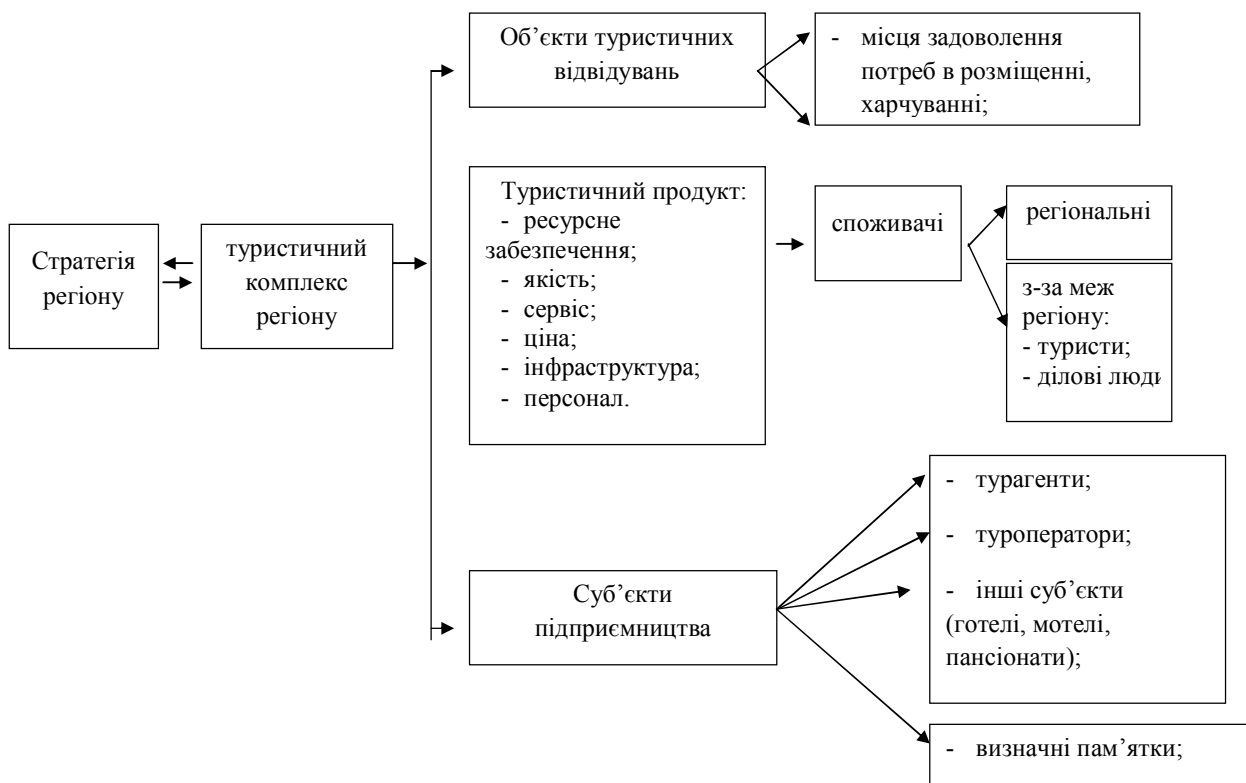 Об’єкти туристичних
відвідувань
- місця задоволення
потреб в розміщенні,
харчуванні;
Стратегія
регіону
туристичний
комплекс
регіону
Туристичний продукт:
- ресурсне
забезпечення;
- якість;
- сервіс;
- ціна;
- інфраструктура;
- персонал.
споживачі
регіональні
з-за меж
регіону:
- туристи;
- ділові люди
Суб’єкти
підприємництва
- турагенти;
- туроператори;
- інші суб’єкти
(готелі, мотелі,
пансіонати);
- визначні пам’ятки;